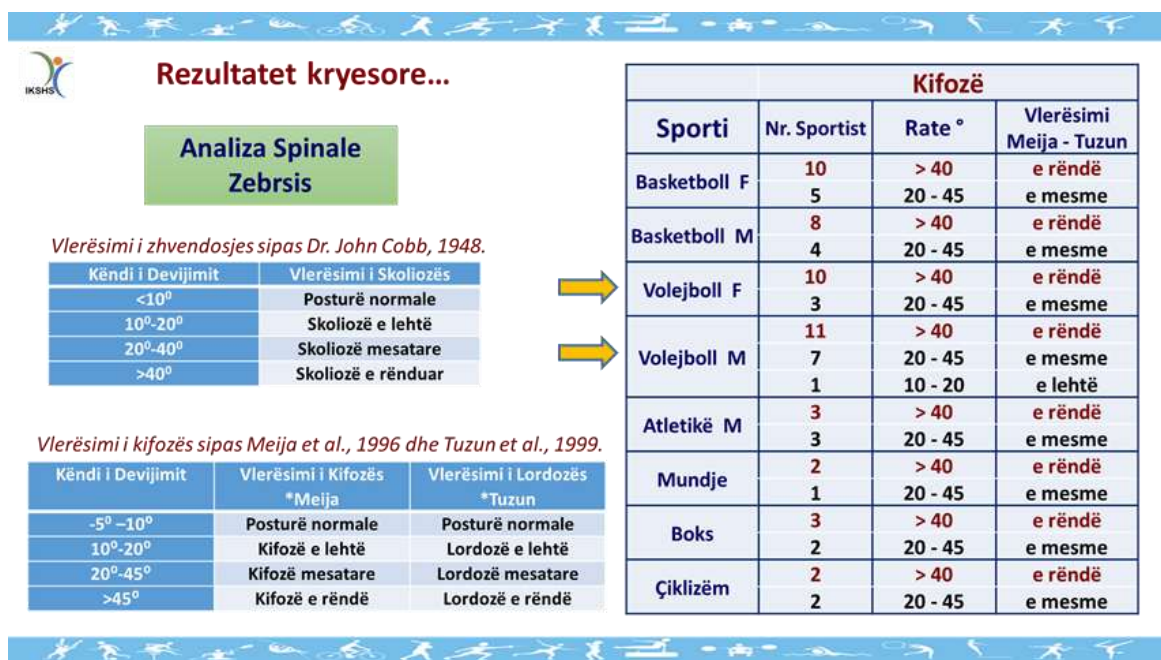 IKSHS
Rezultatet kryesore...
Analiza Spinale
Zebrsis
Vlerësimi i zhvendosjes sipas Dr. John Cobb, 1948.
Këndi i Devijimit Vlerësimi i Skoliozës
<10⁰ Posturë normale
10⁰-20⁰ Skoliozë e lehtë
20⁰-40⁰ Skoliozë mesatare
>40⁰ Skoliozë e rënduar
Vlerësimi i kifozës sipas Meija et al., 1996 dhe Tuzun et al., 1999.
Këndi i Devijimit Vlerësimi i Kifozës Vlerësimi i Lordozës
*Meija *Tuzun
-5⁰ –10⁰ Posturë normale Posturë normale
10⁰-20⁰ Kifozë e lehtë Lordozë e lehtë
20⁰-45⁰ Kifozë mesatare Lordozë mesatare
>45⁰ Kifozë e rëndë Lordozë e rëndë
Kifozë
Sporti Nr. Sportist Rate ° Vlerësimi
Meija - Tuzun
Basketboll F 10 > 40 e rëndë
5 20 - 45 e mesme
Basketboll M 8 > 40 e rëndë
4 20 - 45 e mesme
Volejboll F 10 > 40 e rëndë
3 20 - 45 e mesme
Volejboll M 11 > 40 e rëndë
7 20 - 45 e mesme
1 10 - 20 e lehtë
Atletikë M 3 > 40 e rëndë
3 20 - 45 e mesme
Mundje 2 > 40 e rëndë
1 20 - 45 e mesme
Boks 3 > 40 e rëndë
2 20 - 45 e mesme
Çiklizëm 2 > 40 e rëndë
2 20 - 45 e mesme